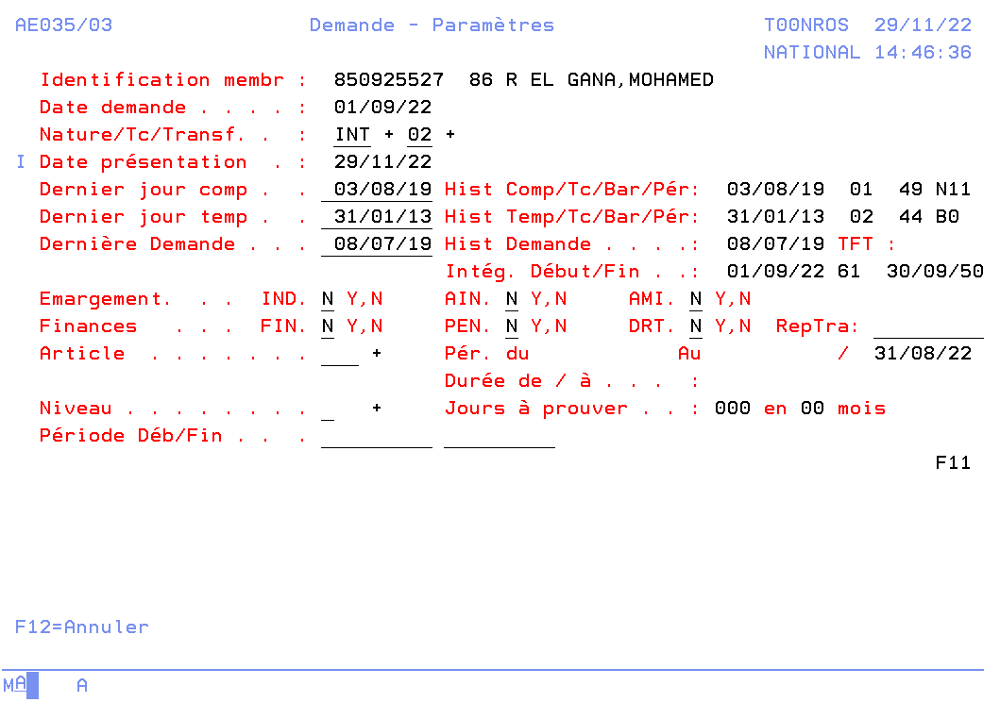 AE035/03 Demande - Paramètres T00NROS 29/11/22
NATIONAL 14:46:36
Identification membr : 850925527 86 R EL GANA,MOHAMED
Date demande . . . . : 01/09/22
Nature/Tc/Transf. . : INT + 02 +
I Date présentation . : 29/11/22
Dernier jour comp . . 03/08/19 Hist Comp/Tc/Bar/Pér: 03/08/19 01 49 N11
Dernier jour temp . . 31/01/13 Hist Temp/Tc/Bar/Pér: 31/01/13 02 44 B0
Dernière Demande . . . 08/07/19 Hist Demande . . . .: 08/07/19 TFT :
Intég. Début/Fin . .: 01/09/22 61 30/09/50
Emargement. . . IND. N Y,N AIN. N Y,N AMI. N Y,N
Finances . . . FIN. N Y,N PEN. N Y,N DRT. N Y,N RepTra:
Article . . . . . . . ___ + Pér. du Au / 31/08/22
Durée de / à . . . :
Niveau . . . . . . . . _ + Jours à prouver . . : 000 en 00 mois
Période Déb/Fin . . .
F11
F12=Annuler
MA A